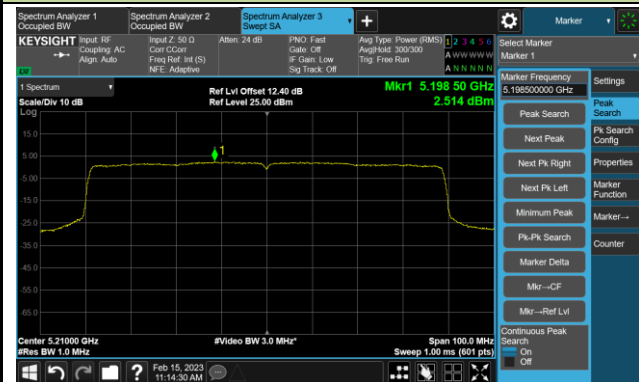 Spectrum Analyzer 1
Occupied BW
Spectrum Analyzer 2
Occupied BW
Spectrum Analyzer 3
Swept SA
Marker
KEYSIGHT
Input: RF
Coupling: AC
Align: Auto
Input Z: 50 Ω
Corr CCorr
Freq Ref: Int (S)
NFE: Adaptive
Atten: 24 dB
PNO: Fast
Gate: Off
IF Gain: Low
Sig Track: Off
Avg Type: Power (RMS)
Avg|Hold: 300/300
Trig: Free Run
1 2 3 4 5 6
A W W W W W
A N N N N N
Select Marker
Marker 1
LXI
1 Spectrum
Scale/Div 10 dB
Log
Ref Lvl Offset 12.40 dB
Ref Level 25.00 dBm
Mkr1 5.198 50 GHz
2.514 dBm
Marker Frequency
5.198500000 GHz
Settings
Peak Search
Next Peak
Next Pk Right
Next Pk Left
Minimum Peak
Pk-Pk Search
Marker Delta
Mkr→CF
Mkr→Ref Lvl
Continuous Peak
Search
On
Off
Peak
Search
Pk Search
Config
Properties
Marker
Function
Marker→
Counter
15.0
5.00
1
-5.00
-15.0
-25.0
-35.0
-45.0
-55.0
-65.0
Center 5.21000 GHz
#Res BW 1.0 MHz
#Video BW 3.0 MHz*
Span 100.0 MHz
Sweep 1.00 ms (601 pts)
Feb 15, 2023
11:14:30 AM